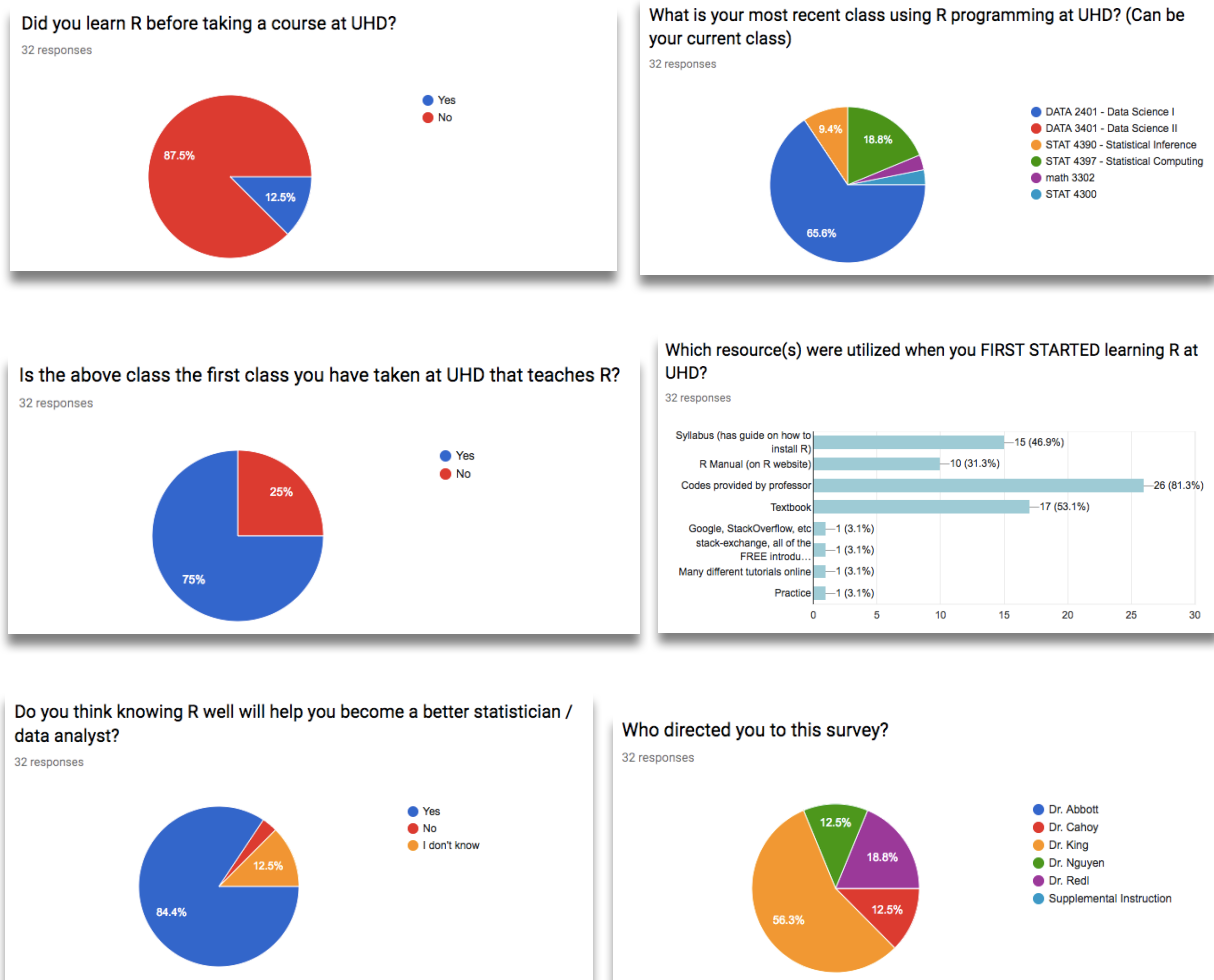 Did you learn R before taking a course at UHD?
32 responses
Yes
No
87.5%
12.5%
What is your most recent class using R programming at UHD? (Can be
your current class)
32 responses
DATA 2401 - Data Science I
DATA 3401 - Data Science II
STAT 4390 - Statistical Inference
STAT 4397 - Statistical Computing
math 3302
STAT 4300
9.4%
18.8%
65.6%
Is the above class the first class you have taken at UHD that teaches R?
32 responses
Yes
No
25%
75%
Which resource(s) were utilized when you FIRST STARTED learning R at
UHD?
32 responses
Syllabus (has guide on how to
install R)
15 (46.9%)
R Manual (on R website)
10 (31.3%)
Codes provided by professor
26 (81.3%)
Textbook
17 (53.1%)
Google, StackOverflow, etc
1 (3.1%)
stack-exchange, all of the
FREE introdu…
1 (3.1%)
Many different tutorials online
1 (3.1%)
Practice
1 (3.1%)
0 5 10 15 20 25 30
Do you think knowing R well will help you become a better statistician /
data analyst?
32 responses
Yes
No
I don't know
12.5%
84.4%
Who directed you to this survey?
32 responses
Dr. Abbott
Dr. Cahoy
Dr. King
Dr. Nguyen
Dr. Redl
Supplemental Instruction
12.5%
18.8%
12.5%
56.3%